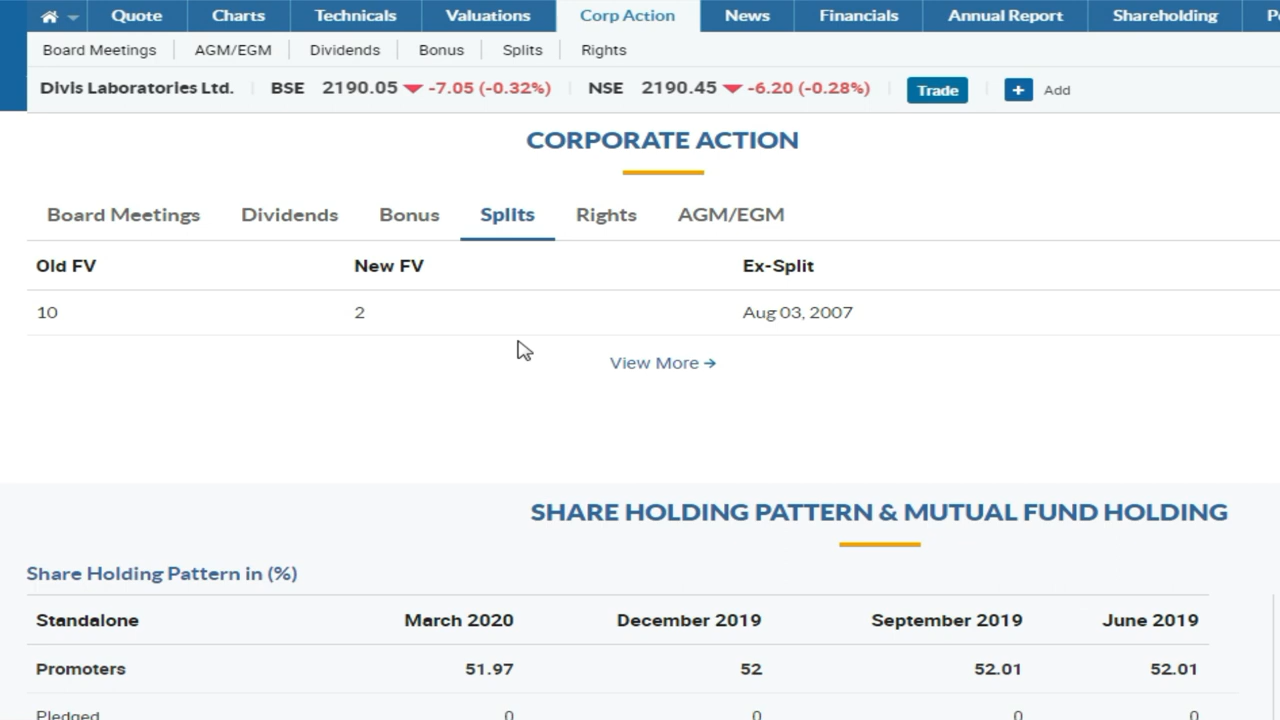 Quote Charts Technicals Valuations Corp Action News Financials Annual Report Shareholding
Board Meetings AGM/EGM Dividends Bonus Splits Rights
Divis Laboratories Ltd. BSE 2190.05 -7.05 (-0.32%) NSE 2190.45 -6.20 (-0.28%) Trade + Add
CORPORATE ACTION
Board Meetings Dividends Bonus Splits Rights AGM/EGM
Old FV New FV Ex-Split
10 2 Aug 03, 2007
View More →
SHARE HOLDING PATTERN & MUTUAL FUND HOLDING
Share Holding Pattern in (%)
Standalone March 2020 December 2019 September 2019 June 2019
Promoters 51.97 52 52.01 52.01
Pledged 0 0 0 0